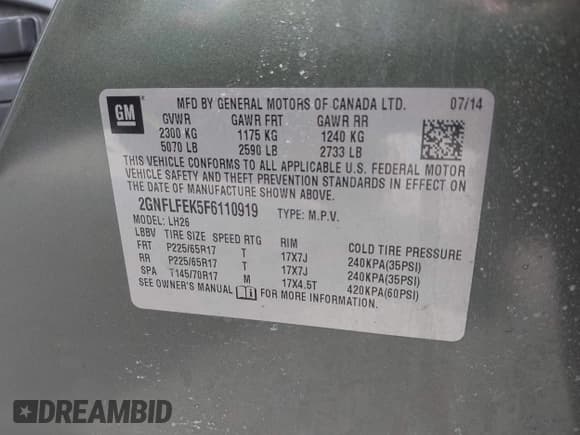 GM
MFD BY GENERAL MOTORS OF CANADA LTD. 07/14
GVWR GAWR FRT GAWR RR
2300 KG 1175 KG 1240 KG
5070 LB 2590 LB 2733 LB
THIS VEHICLE CONFORMS TO ALL APPLICABLE U.S. FEDERAL MOTOR
VEHICLE SAFETY AND THEFT PREVENTION STANDARDS IN EFFECT ON
THE DATE OF MANUFACTURE SHOWN ABOVE.
2GNFLFEK5F6110919 TYPE: M.P.V.
MODEL: LH26
LBBV TIRE SIZE SPEED RTG RIM COLD TIRE PRESSURE
FRT P225/65R17 T 17X7J 240KPA(35PSI)
RR P225/65R17 T 17X7J 240KPA(35PSI)
SPA T145/70R17 M 17X4.5T 420KPA(60PSI)
SEE OWNER'S MANUAL FOR MORE INFORMATION.
DREAMBID